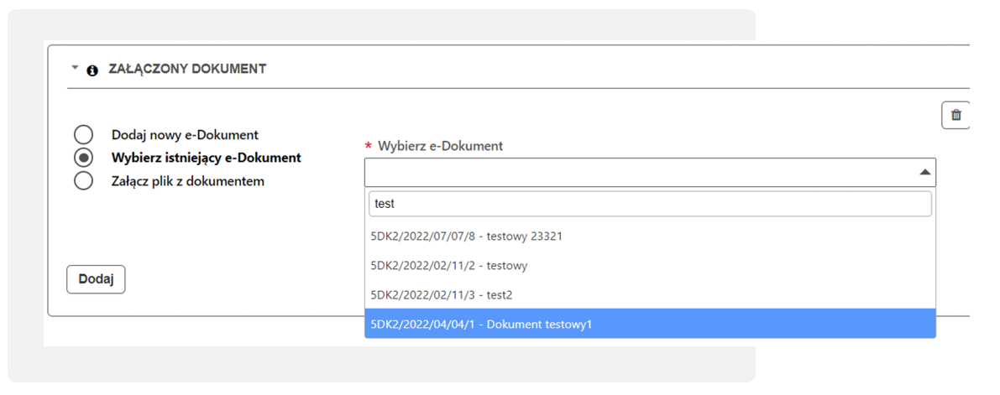 ZAŁĄCZONY DOKUMENT
Dodaj nowy e-Dokument
Wybierz istniejący e-Dokument
Załącz plik z dokumentem
* Wybierz e-Dokument
test
5DK2/2022/07/07/8 - testowy 23321
5DK2/2022/02/11/2 - testowy
5DK2/2022/02/11/3 - test2
5DK2/2022/04/04/1 - Dokument testowy1
Dodaj